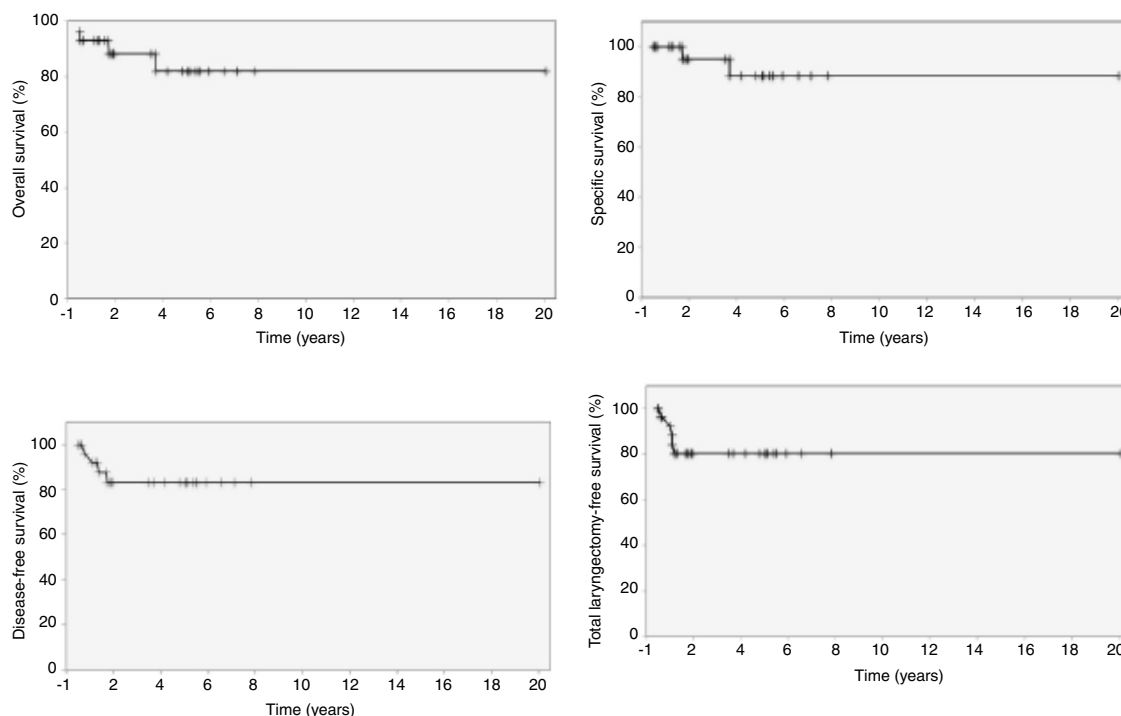 100
80
60
40
20
0
Overall survival (%)
-1 2 4 6 8 10 12 14 16 18 20
Time (years)
100
80
60
40
20
0
Specific survival (%)
-1 2 4 6 8 10 12 14 16 18 20
Time (years)
100
80
60
40
20
0
Disease-free survival (%)
-1 2 4 6 8 10 12 14 16 18 20
Time (years)
100
80
60
40
20
0
Total laryngectomy-free survival (%)
-1 2 4 6 8 10 12 14 16 18 20
Time (years)